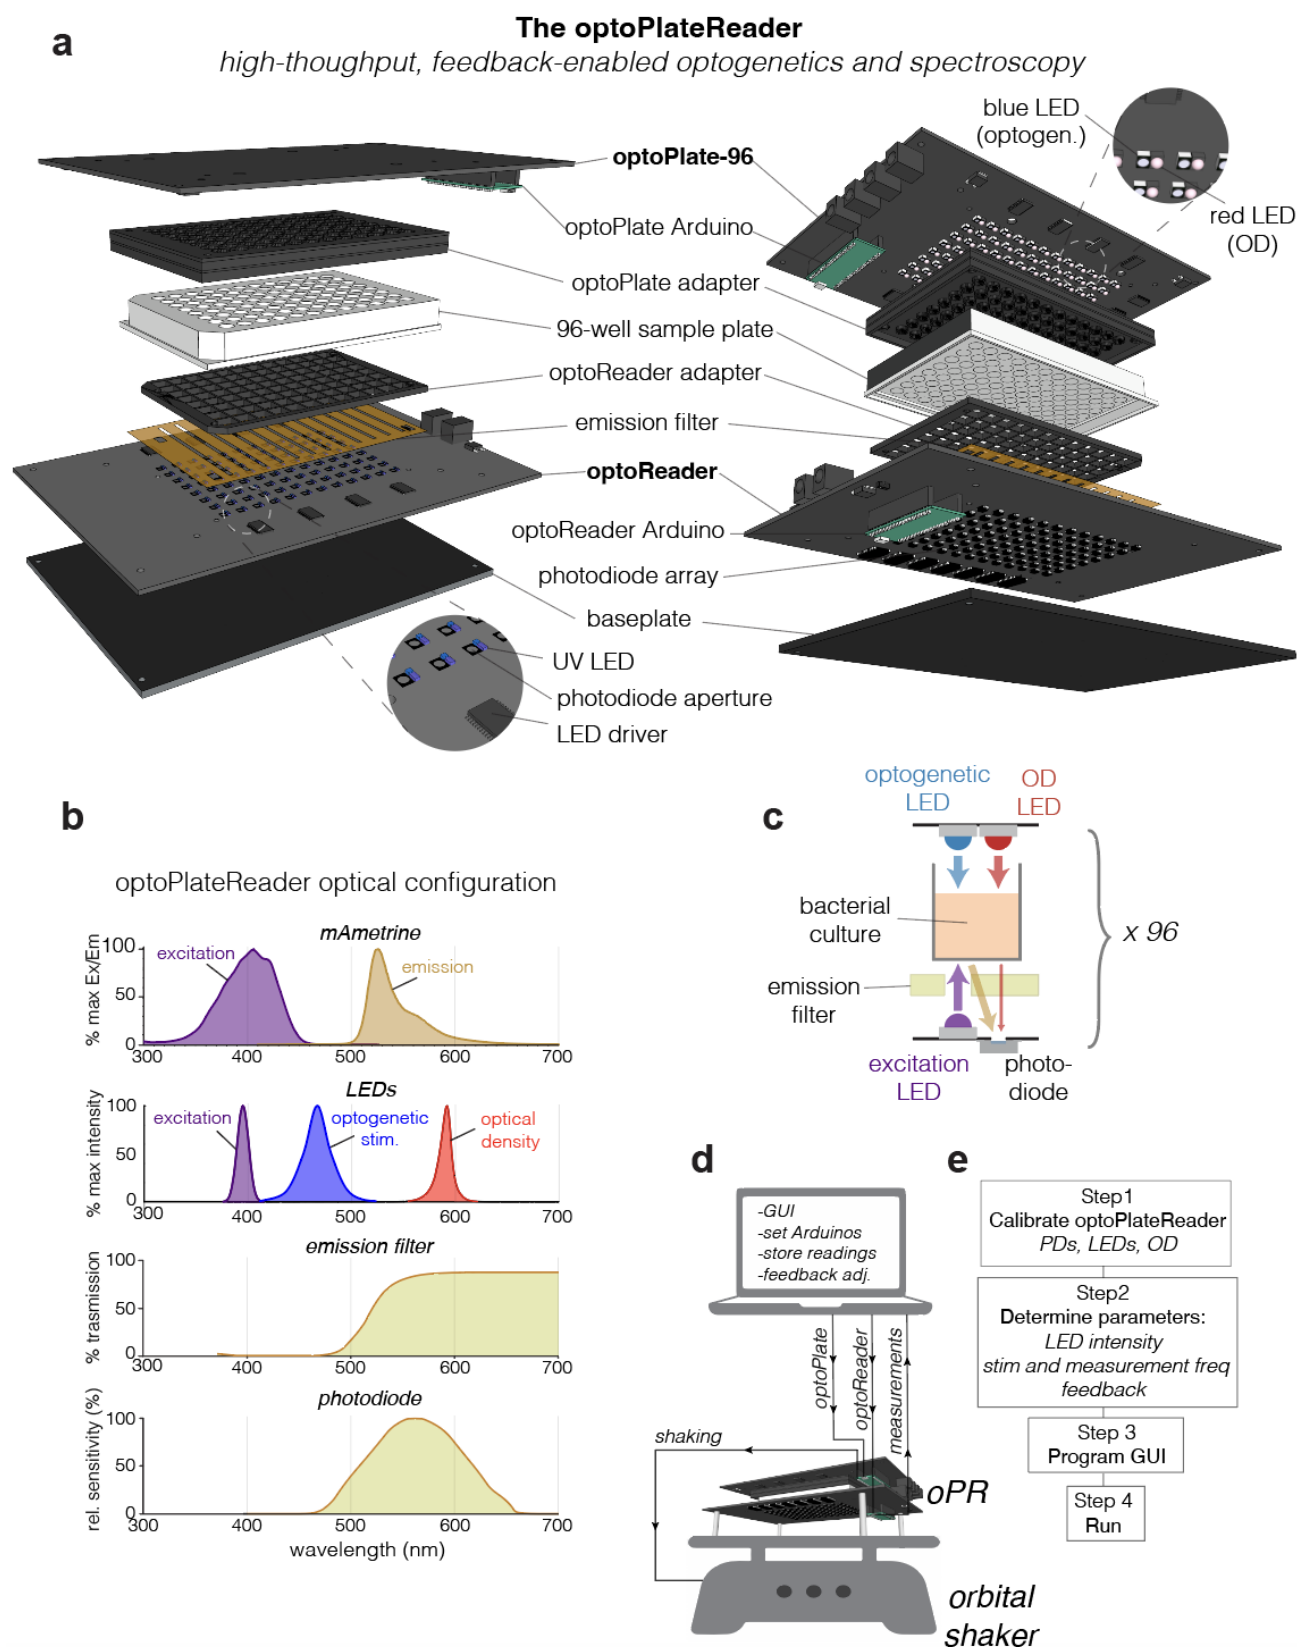 a
The optoPlateReader
high-thoughput, feedback-enabled optogenetics and spectroscopy
blue LED
(optogen.)
red LED
(OD)
optoPlate-96
optoPlate Arduino
optoPlate adapter
96-well sample plate
optoReader adapter
emission filter
optoReader
optoReader Arduino
photodiode array
baseplate
UV LED
photodiode aperture
LED driver
b
optoPlateReader optical configuration
mAmetrine
% max Ex/Em
100
50
0
excitation
emission
300 400 500 600 700
LEDs
% max intensity
100
50
0
excitation
optogenetic
stim.
optical
density
300 400 500 600 700
emission filter
% trasmission
100
50
0
300 400 500 600 700
photodiode
rel. sensitivity (%)
100
50
0
300 400 500 600 700
wavelength (nm)
c
optogenetic
LED
OD
LED
bacterial
culture
x 96
emission
filter
excitation
LED
photo-
diode
d
-GUI
-set Arduinos
-store readings
-feedback adj.
optoPlate
optoReader
measurements
shaking
oPR
orbital
shaker
e
Step1
Calibrate optoPlateReader
PDs, LEDs, OD
Step2
Determine parameters:
LED intensity
stim and measurement freq
feedback
Step 3
Program GUI
Step 4
Run